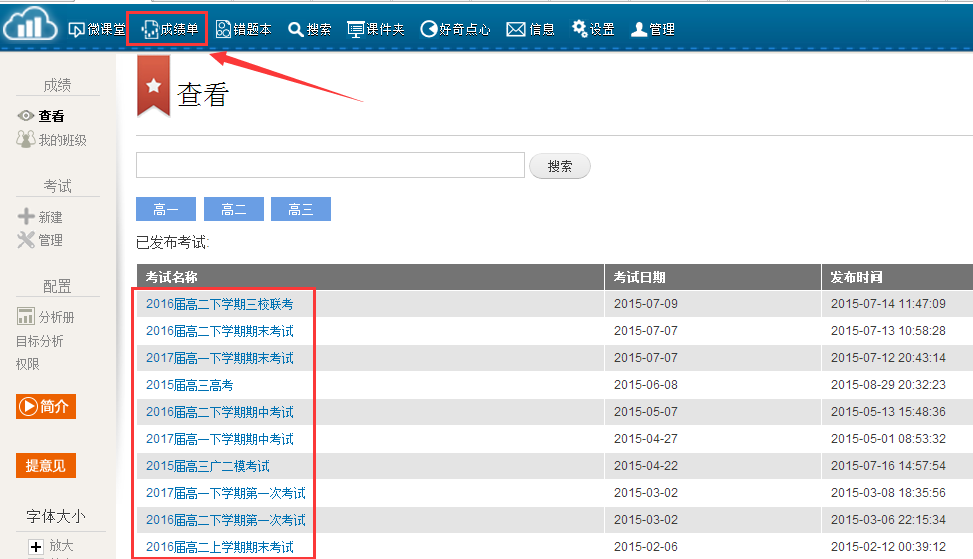 微课堂 成绩单 错题本 搜索 课件夹 好奇点心 信息 设置 管理
成绩
查看
我的班级
考试
新建
管理
配置
分析册
目标分析
权限
简介
提意见
字体大小
放大
查看
搜索
高一 高二 高三
已发布考试:
考试名称 考试日期 发布时间
2016届高二下学期三校联考 2015-07-09 2015-07-14 11:47:09
2016届高二下学期期末考试 2015-07-07 2015-07-13 10:58:28
2017届高一下学期期末考试 2015-07-07 2015-07-12 20:43:14
2015届高三高考 2015-06-08 2015-08-29 20:32:23
2016届高二下学期期中考试 2015-05-07 2015-05-13 15:48:36
2017届高一下学期期中考试 2015-04-27 2015-05-01 08:53:32
2015届高三广二模考试 2015-04-22 2015-07-16 14:57:54
2017届高一下学期第一次考试 2015-03-02 2015-03-08 18:35:56
2016届高二下学期第一次考试 2015-03-02 2015-03-06 22:15:34
2016届高二上学期期末考试 2015-02-06 2015-02-12 00:39:12